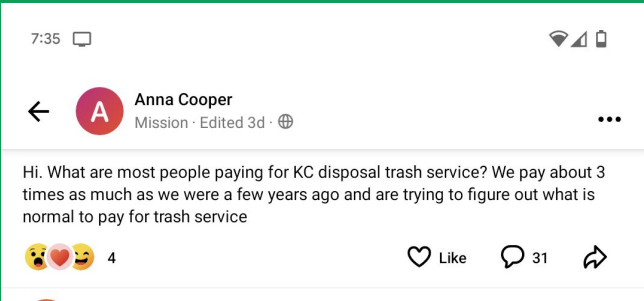 7:35
A
Anna Cooper
Mission · Edited 3d ·
Hi. What are most people paying for KC disposal trash service? We pay about 3
times as much as we were a few years ago and are trying to figure out what is
normal to pay for trash service
4 Like 31